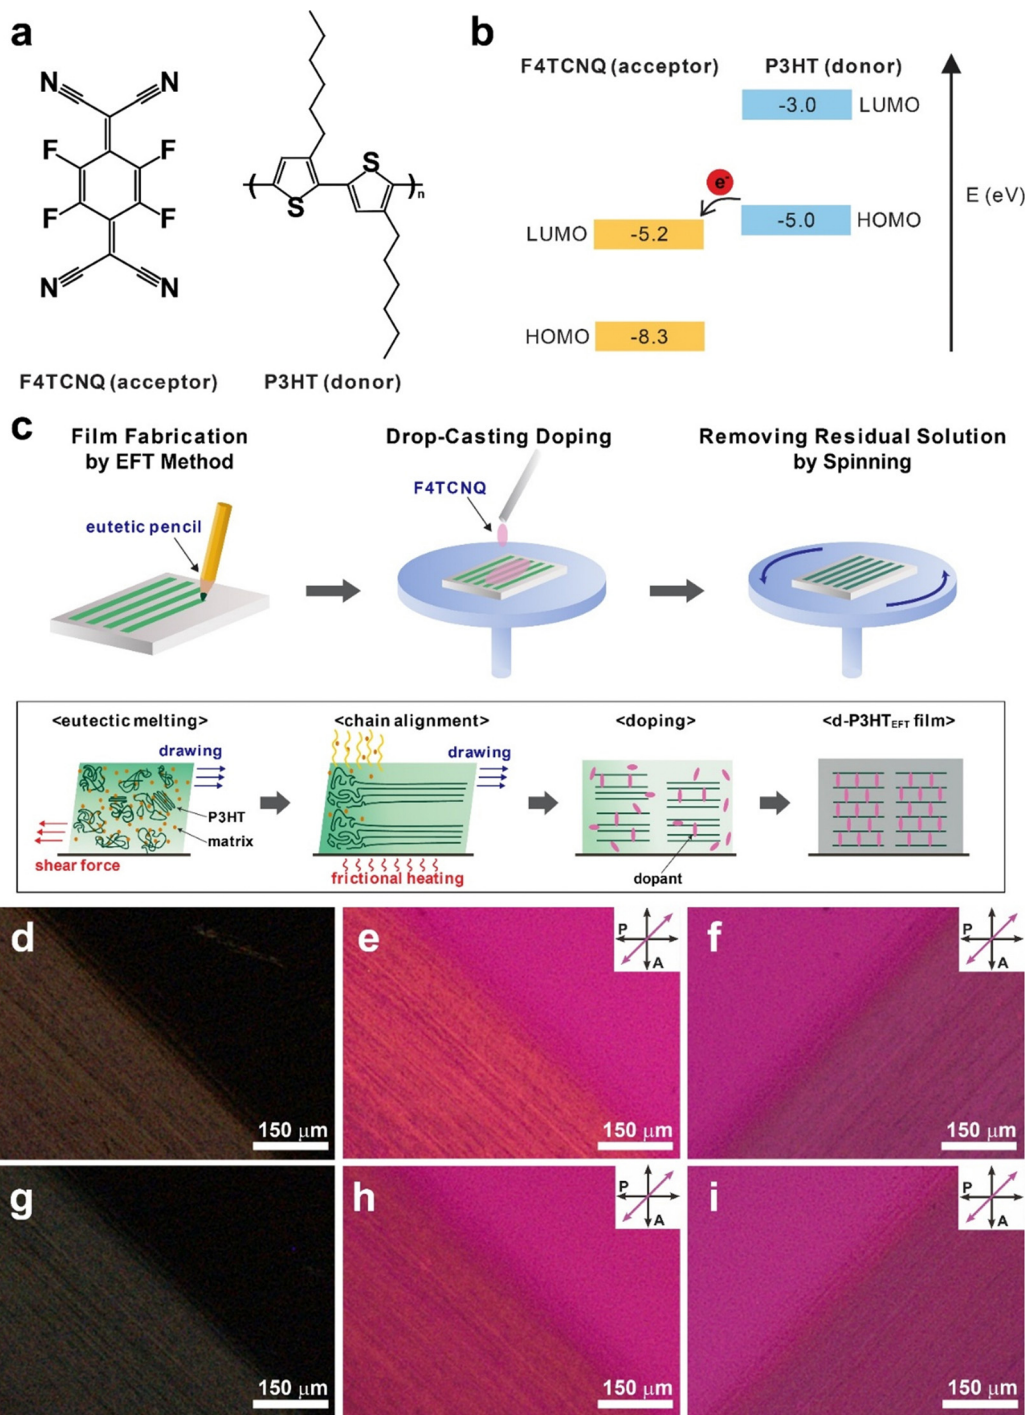 a
N N
F F
F F
N N
S
S
( )n
F4TCNQ (acceptor) P3HT (donor)
b
F4TCNQ (acceptor) P3HT (donor)
-3.0 LUMO
e-
E (eV)
-5.0 HOMO
LUMO -5.2
HOMO -8.3
c
Film Fabrication
by EFT Method
eutetic pencil
Drop-Casting Doping
F4TCNQ
Removing Residual Solution
by Spinning
<eutectic melting>
drawing
P3HT
matrix
shear force
<chain alignment>
drawing
frictional heating
<doping>
dopant
<d-P3HTEFT film>
d
150 μm
e
P
A
150 μm
f
P
A
150 μm
g
150 μm
h
P
A
150 μm
i
P
A
150 μm